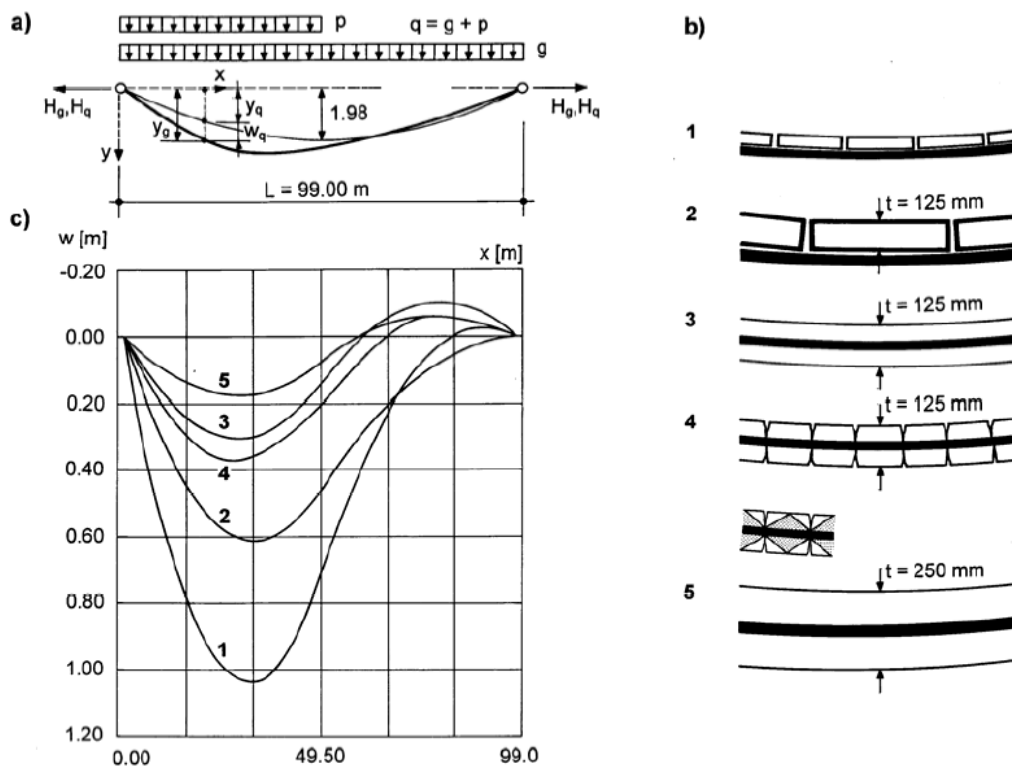 a)
p
q = g + p
g
x
H_g,H_q
y_g
y_q
w_q
1.98
H_g,H_q
y
L = 99.00 m
b)
1
2
t = 125 mm
3
t = 125 mm
4
t = 125 mm
5
t = 250 mm
c)
w [m]
x [m]
-0.20
0.00
0.20
0.40
0.60
0.80
1.00
1.20
5
3
4
2
1
0.00
49.50
99.0